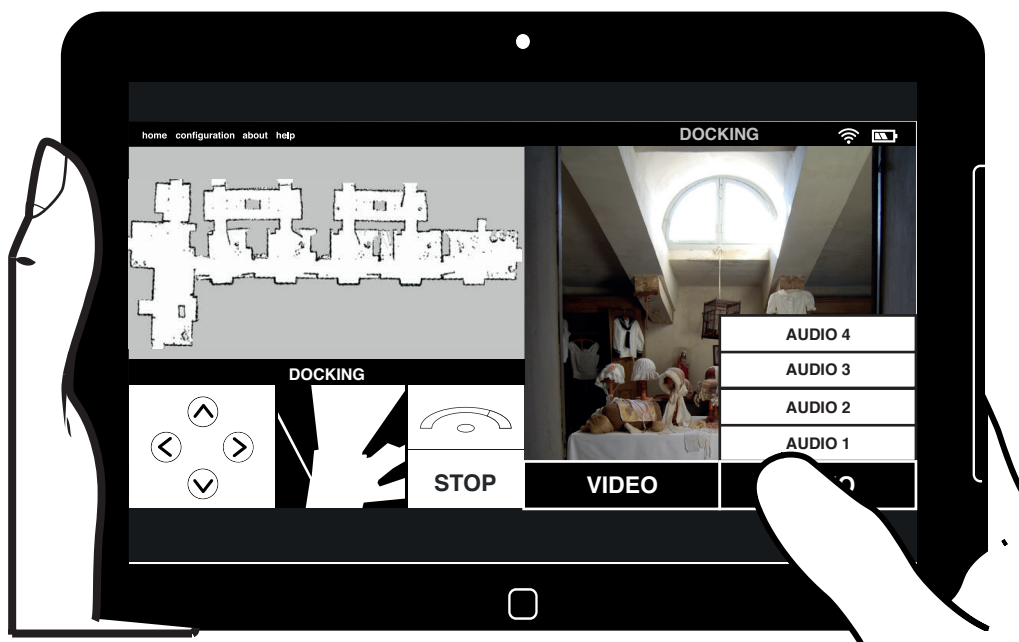 home configuration about help
DOCKING
DOCKING
STOP
VIDEO
AUDIO 4
AUDIO 3
AUDIO 2
AUDIO 1